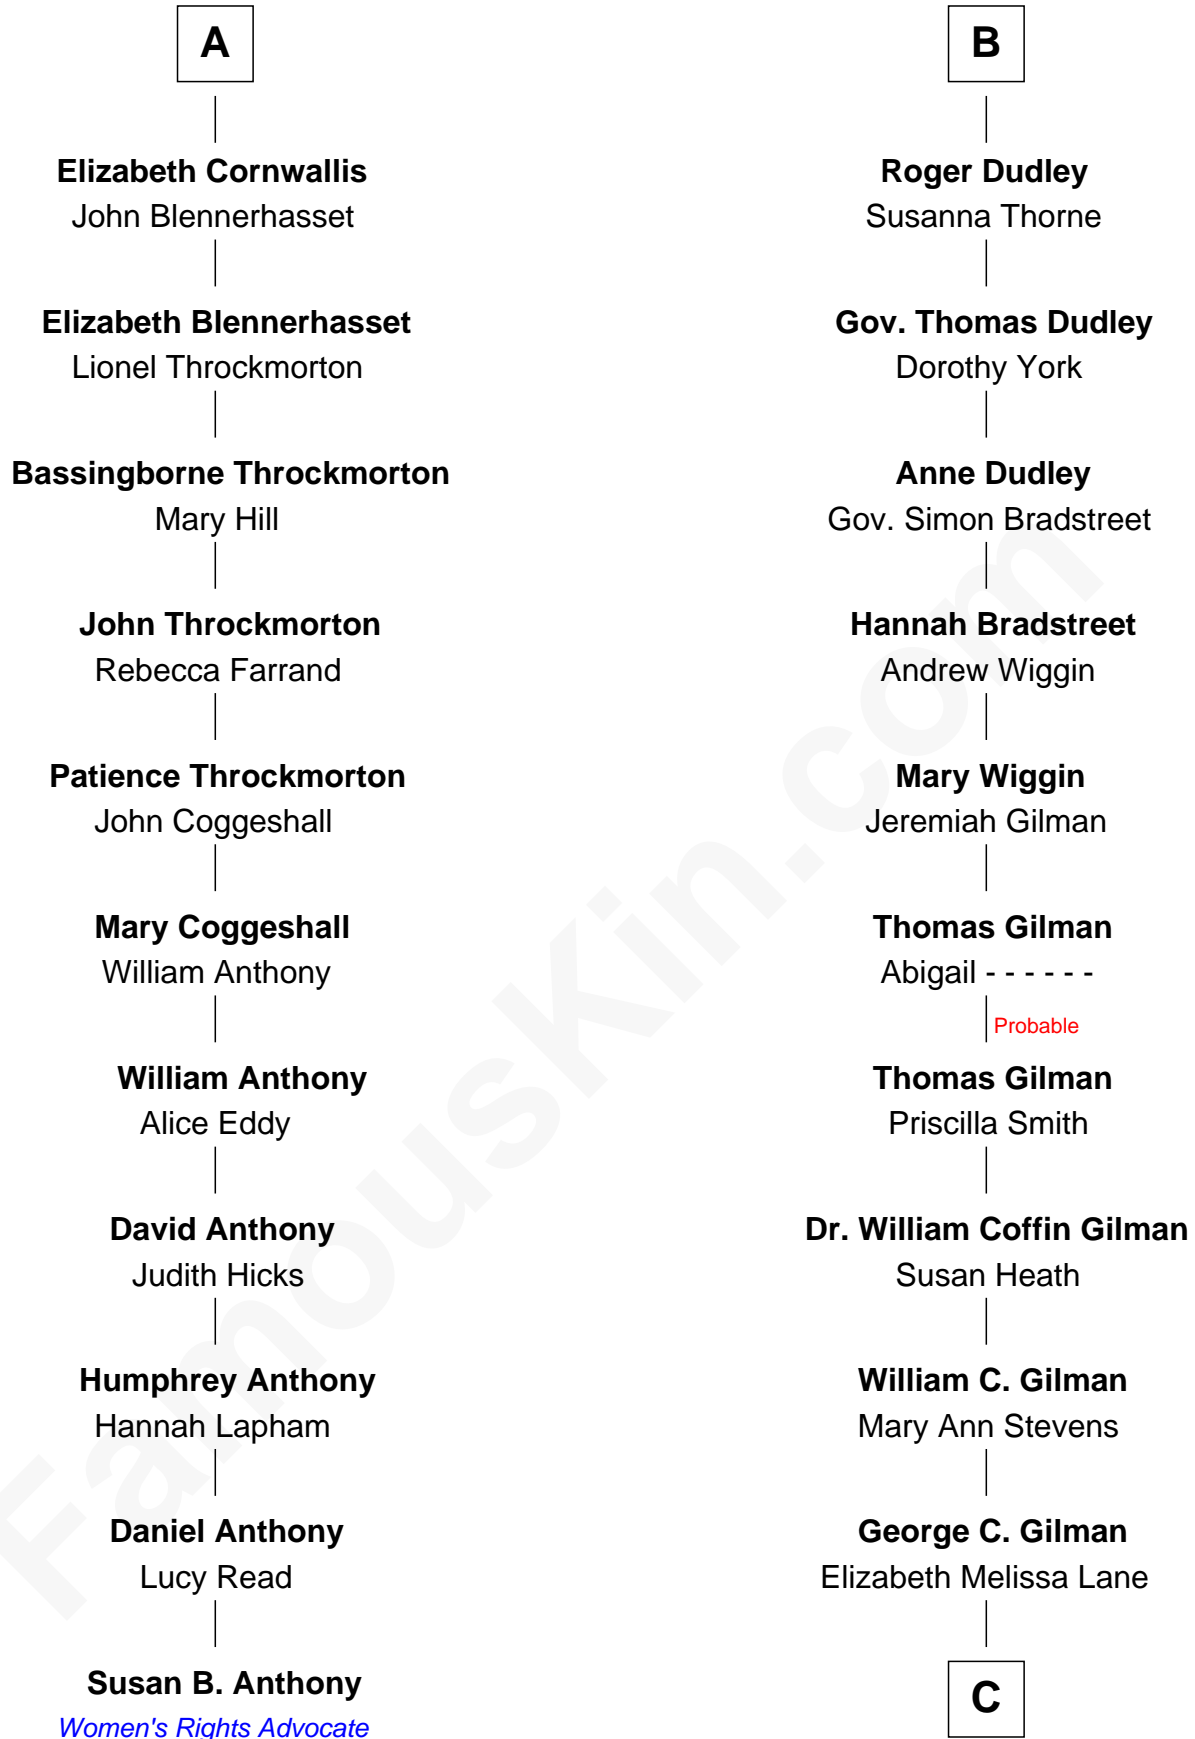 A
Elizabeth Cornwallis
John Blennerhasset
Elizabeth Blennerhasset
Lionel Throckmorton
Bassingborne Throckmorton
Mary Hill
John Throckmorton
Rebecca Farrand
Patience Throckmorton
John Coggeshall
Mary Coggeshall
William Anthony
William Anthony
Alice Eddy
David Anthony
Judith Hicks
Humphrey Anthony
Hannah Lapham
Daniel Anthony
Lucy Read
Susan B. Anthony
Women's Rights Advocate
B
Roger Dudley
Susanna Thorne
Gov. Thomas Dudley
Dorothy York
Anne Dudley
Gov. Simon Bradstreet
Hannah Bradstreet
Andrew Wiggin
Mary Wiggin
Jeremiah Gilman
Thomas Gilman
Abigail - - - - - -
Probable
Thomas Gilman
Priscilla Smith
Dr. William Coffin Gilman
Susan Heath
William C. Gilman
Mary Ann Stevens
George C. Gilman
Elizabeth Melissa Lane
C
FamousKin.com